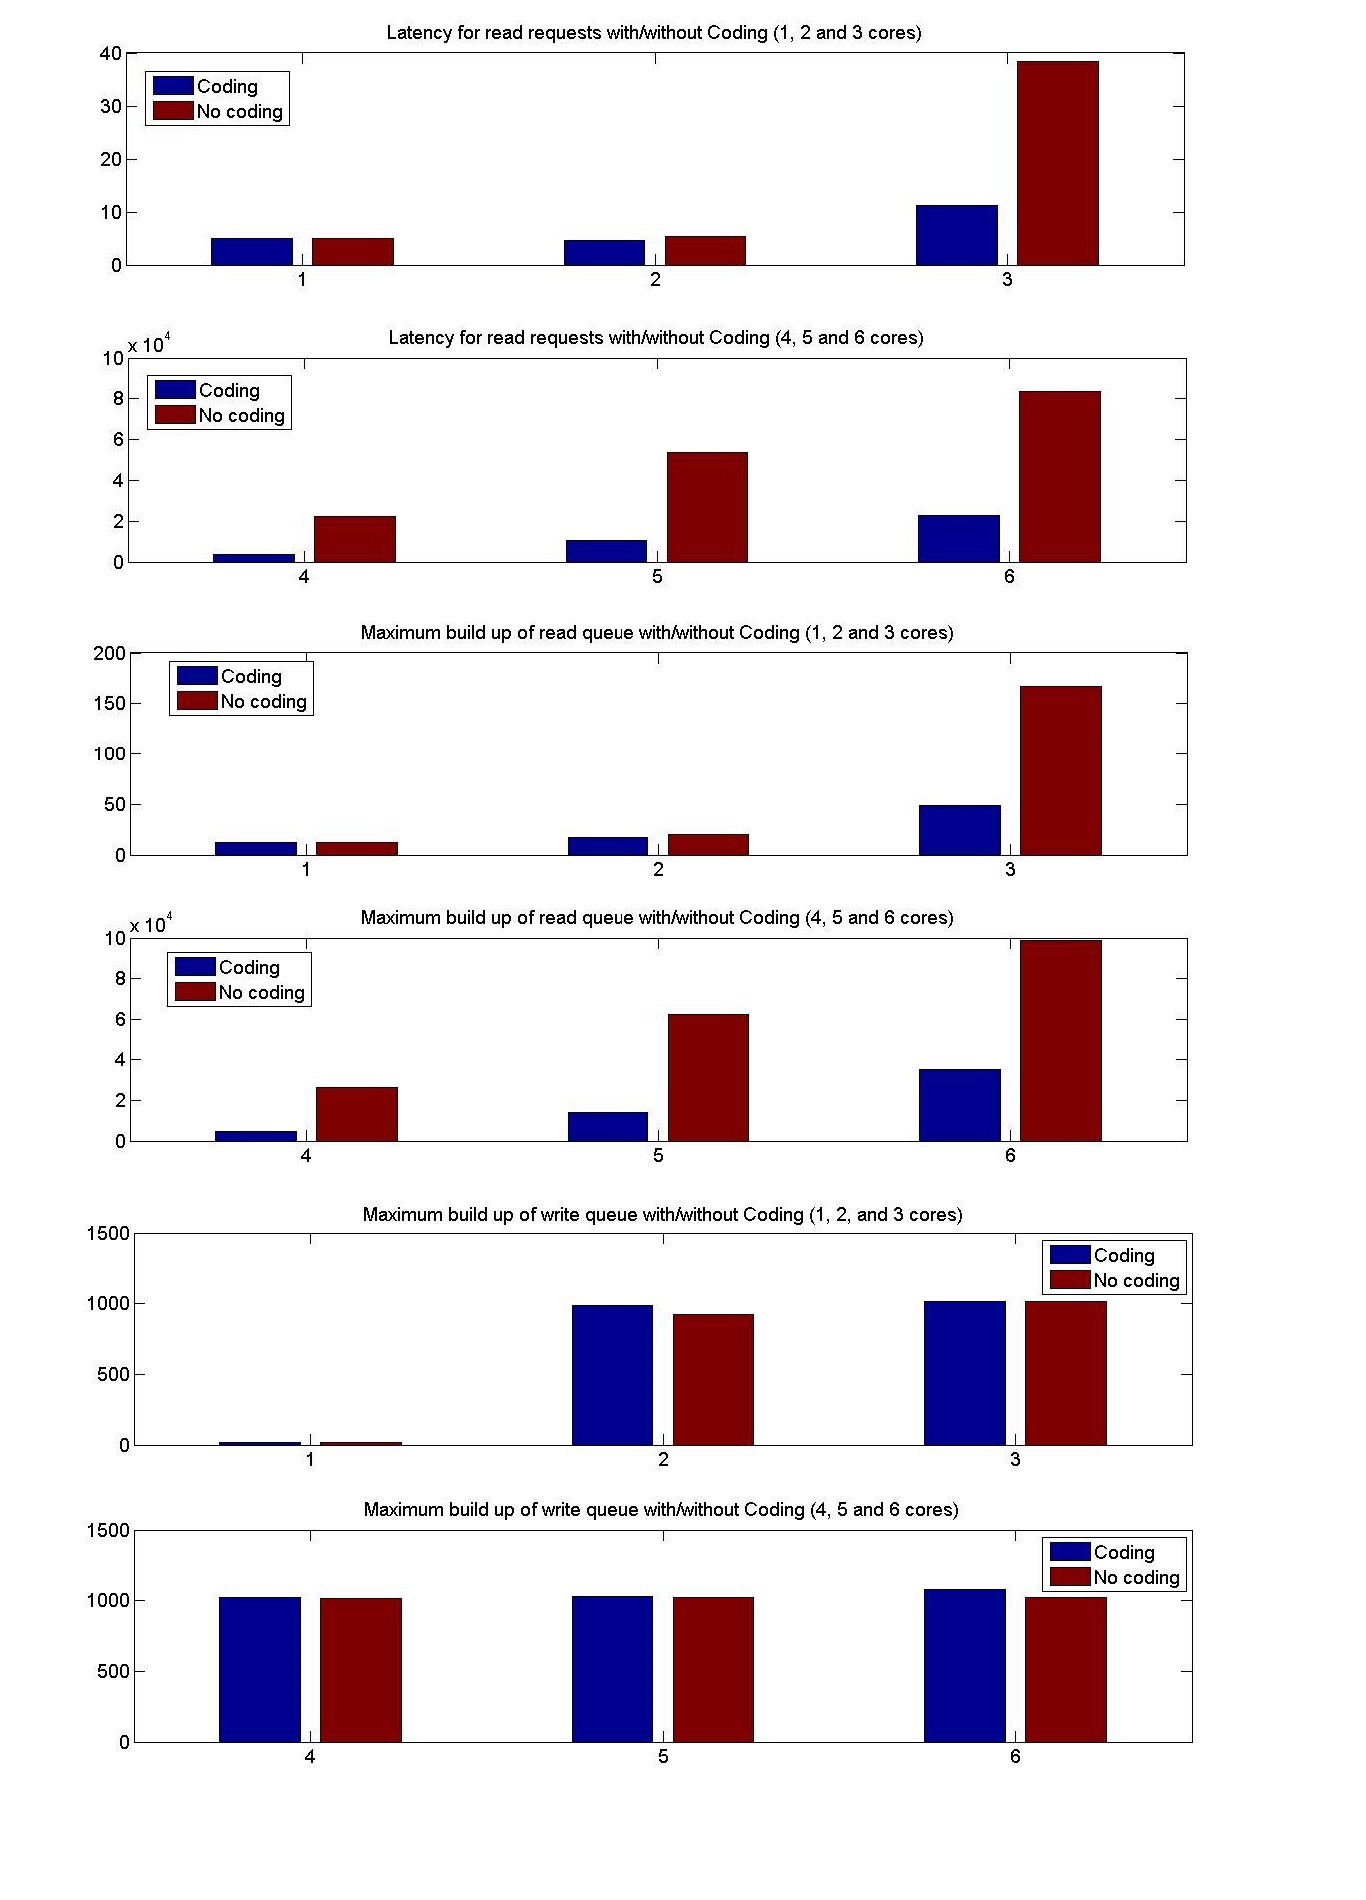 Latency for read requests with/without Coding (1, 2 and 3 cores)
40
30
20
10
0
Coding
No coding
1 2 3
Latency for read requests with/without Coding (4, 5 and 6 cores)
x 10^4
10
8
6
4
2
0
Coding
No coding
4 5 6
Maximum build up of read queue with/without Coding (1, 2 and 3 cores)
200
150
100
50
0
Coding
No coding
1 2 3
Maximum build up of read queue with/without Coding (4, 5 and 6 cores)
x 10^4
10
8
6
4
2
0
Coding
No coding
4 5 6
Maximum build up of write queue with/without Coding (1, 2, and 3 cores)
1500
1000
500
0
Coding
No coding
1 2 3
Maximum build up of write queue with/without Coding (4, 5 and 6 cores)
1500
1000
500
0
Coding
No coding
4 5 6